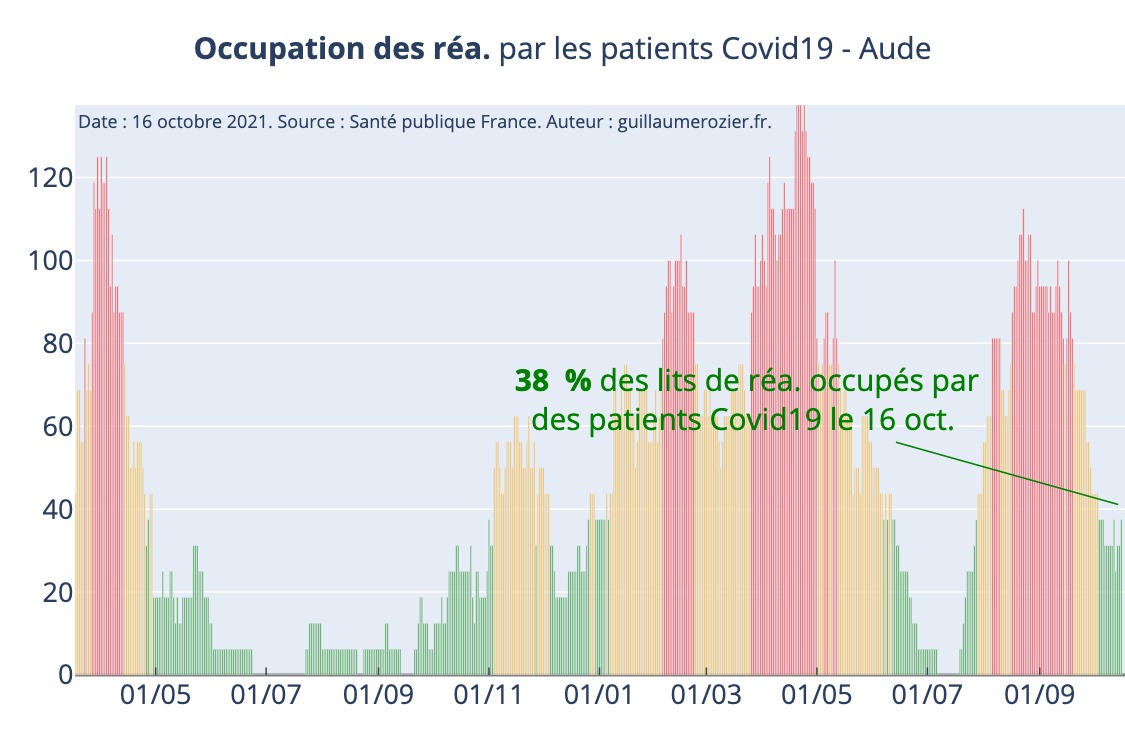 Occupation des réa. par les patients Covid19 - Aude
Date : 16 octobre 2021. Source : Santé publique France. Auteur : guillaumerozier.fr.
120
100
80
60
40
20
0
38 % des lits de réa. occupés par
des patients Covid19 le 16 oct.
01/05 01/07 01/09 01/11 01/01 01/03 01/05 01/07 01/09